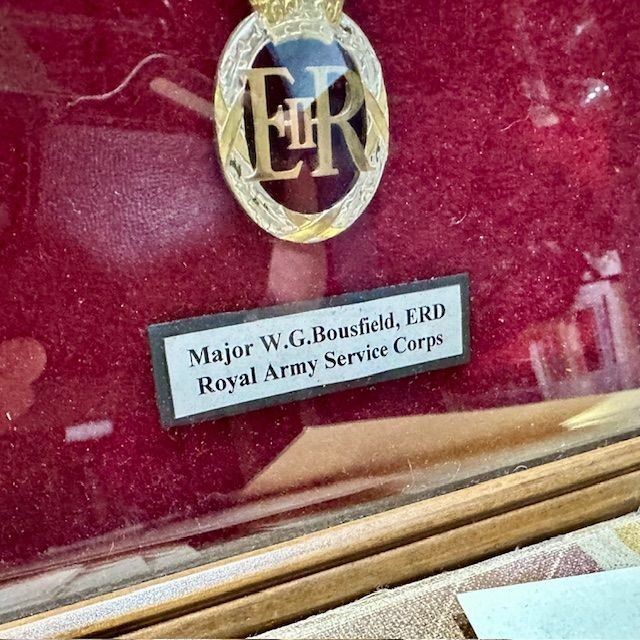 EIIR
Major W.G.Bousfield, ERD
Royal Army Service Corps